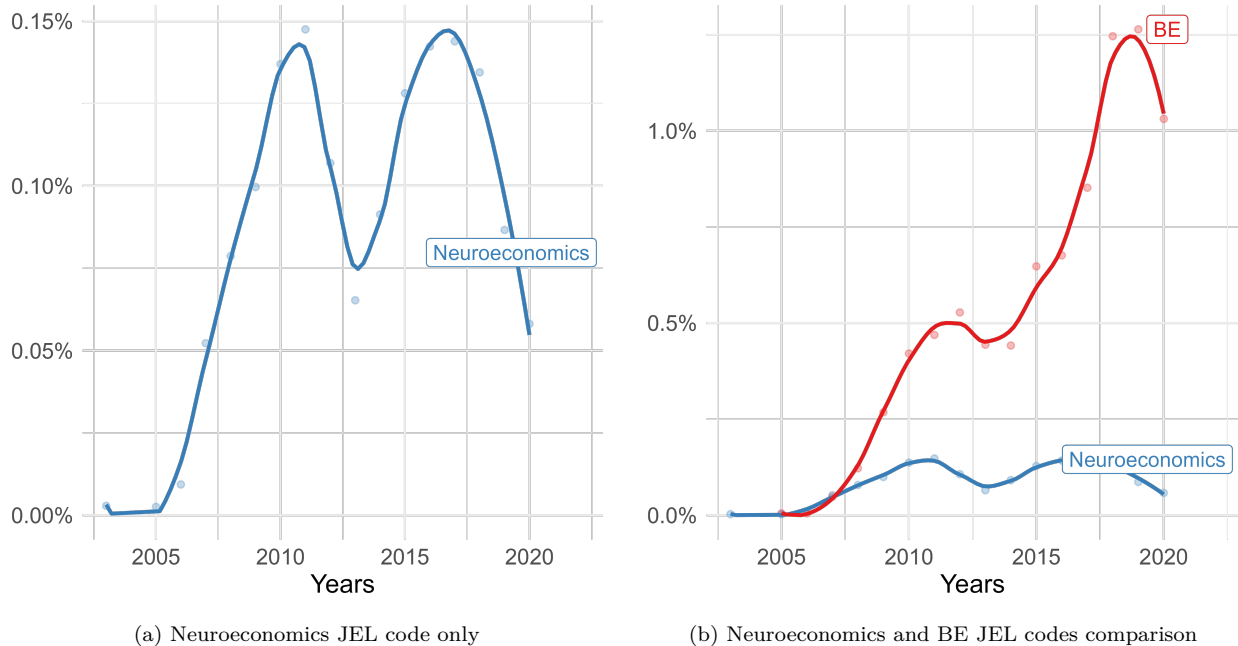 0.15%
0.10%
0.05%
0.00%
Neuroeconomics
2005 2010 2015 2020
Years
(a) Neuroeconomics JEL code only
BE
1.0%
0.5%
0.0%
Neuroeconomics
2005 2010 2015 2020
Years
(b) Neuroeconomics and BE JEL codes comparison